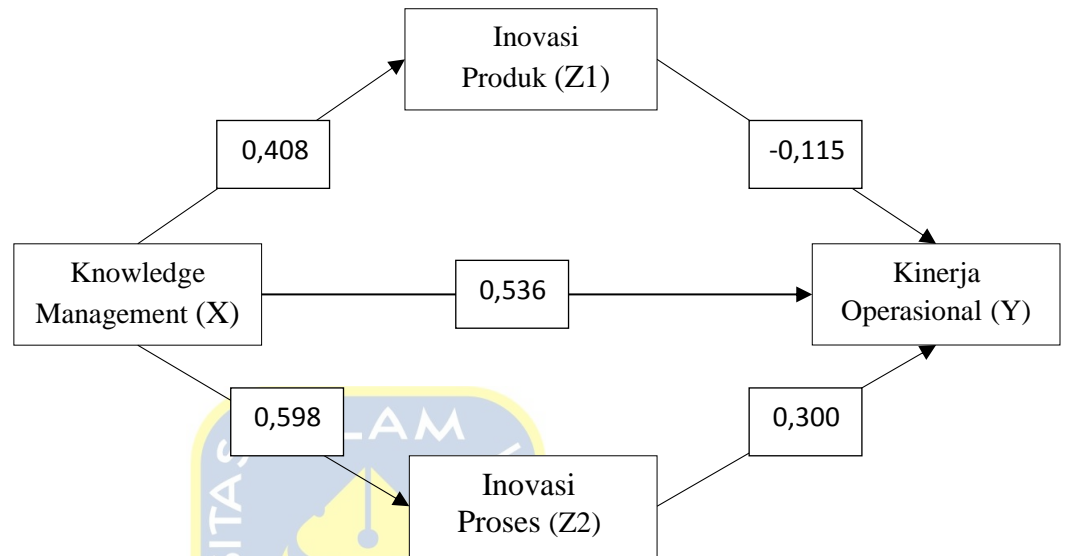 Inovasi
Produk (Z1)
0,408
-0,115
Knowledge
Management (X)
0,536
Kinerja
Operasional (Y)
0,598
0,300
Inovasi
Proses (Z2)